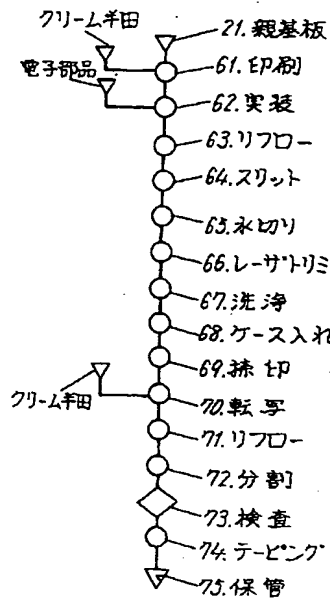 クリーム半田
21.親基板
電子部品
61.印刷
62.実装
63.リフロー
64.スリット
65.水切り
66.レーザトリミ
67.洗浄
68.ケース入れ
69.捺印
クリーム半田
70.転写
71.リフロー
72.分割
73.検査
74.テーピング
75.保管